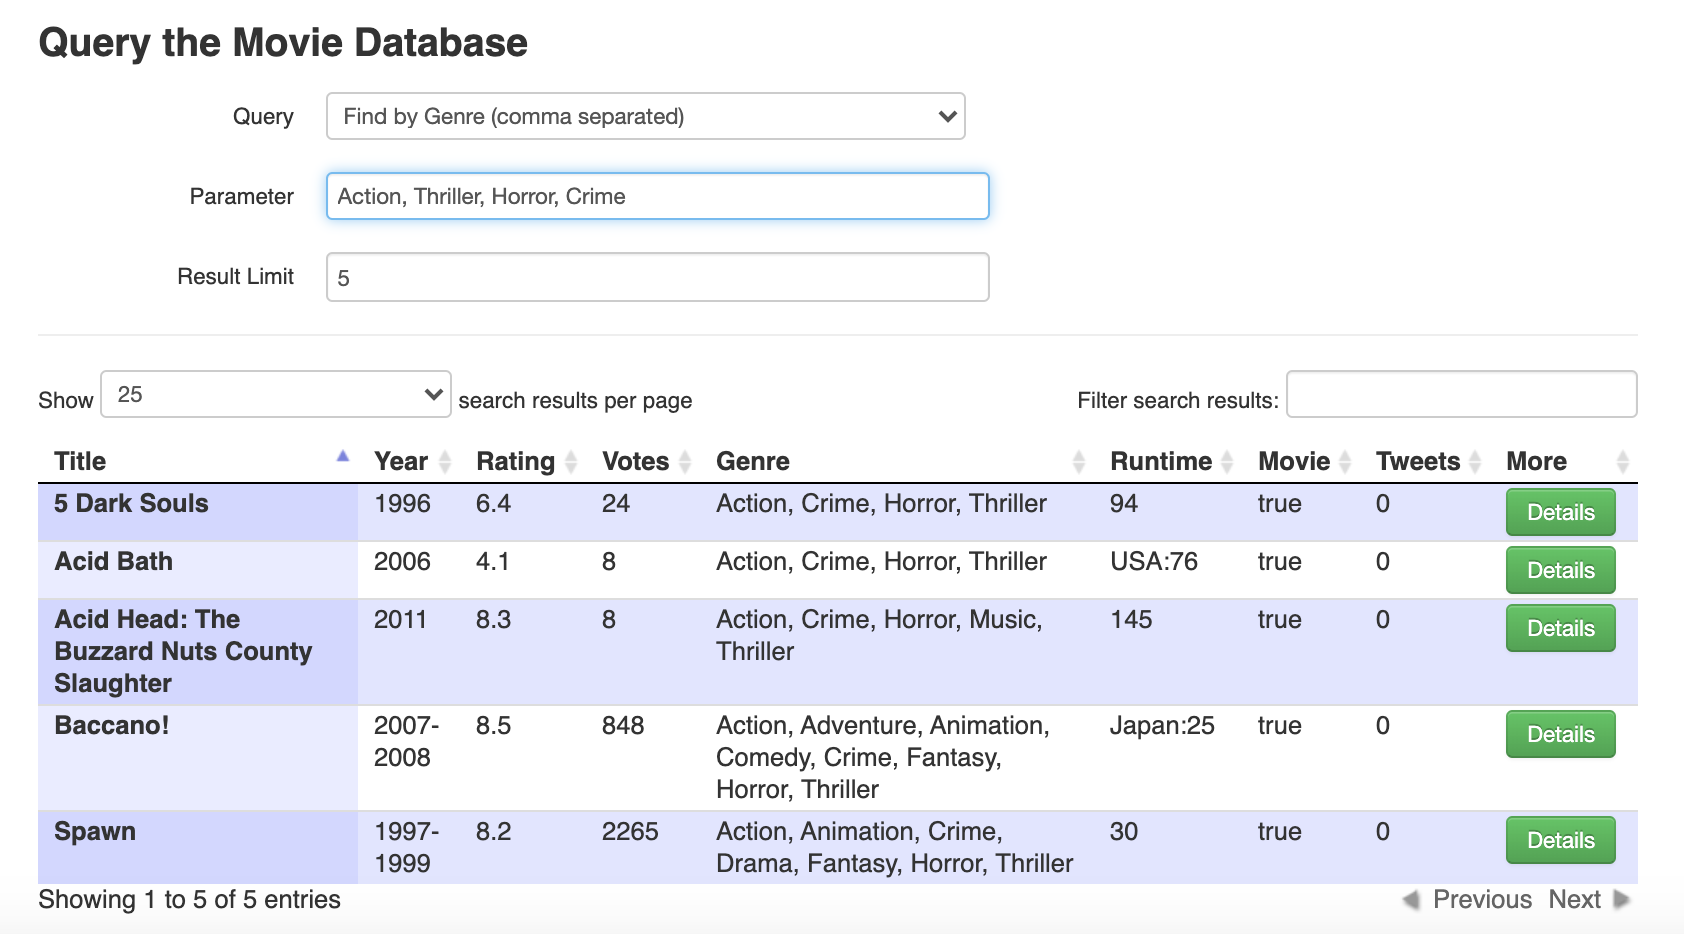 Query the Movie Database
Query Find by Genre (comma separated)
Parameter Action, Thriller, Horror, Crime
Result Limit 5
Show 25 search results per page Filter search results:
Title Year Rating Votes Genre Runtime Movie Tweets More
5 Dark Souls 1996 6.4 24 Action, Crime, Horror, Thriller 94 true 0 Details
Acid Bath 2006 4.1 8 Action, Crime, Horror, Thriller USA:76 true 0 Details
Acid Head: The 2011 8.3 8 Action, Crime, Horror, Music, 145 true 0 Details
Buzzard Nuts County Thriller
Slaughter
Baccano! 2007- 8.5 848 Action, Adventure, Animation, Japan:25 true 0 Details
2008 Comedy, Crime, Fantasy,
Horror, Thriller
Spawn 1997- 8.2 2265 Action, Animation, Crime, 30 true 0 Details
1999 Drama, Fantasy, Horror, Thriller
Showing 1 to 5 of 5 entries Previous Next